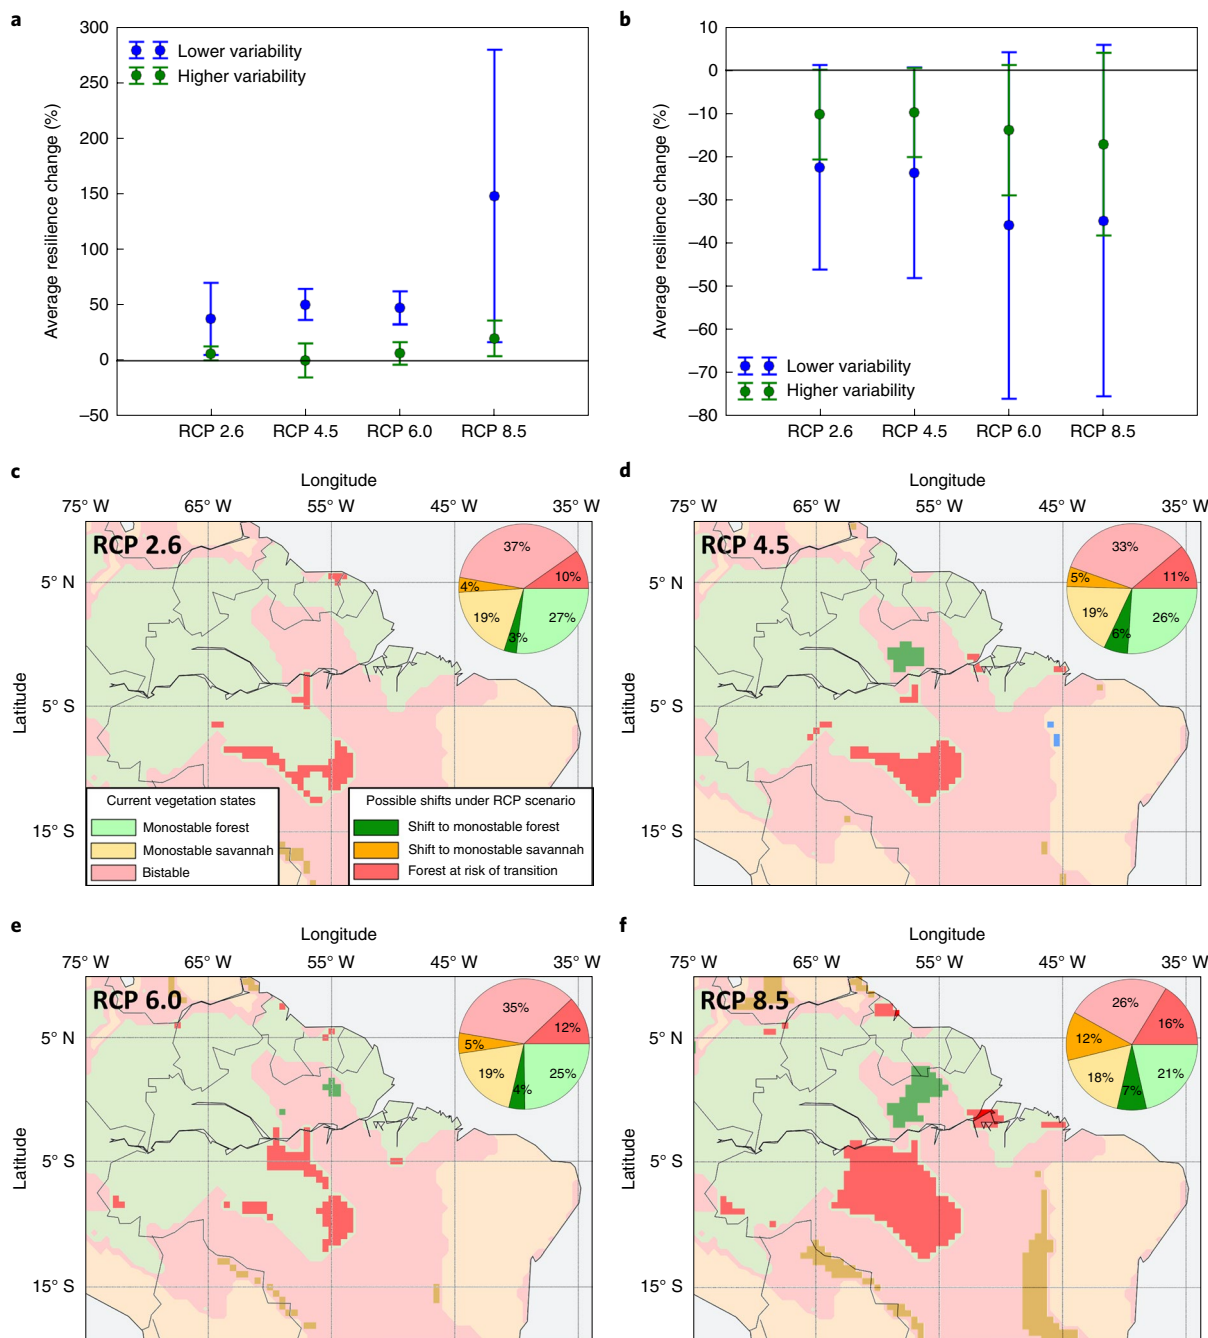 a
300
250
200
150
100
50
0
−50
Average resilience change (%)
Lower variability
Higher variability
RCP 2.6 RCP 4.5 RCP 6.0 RCP 8.5
b
10
0
−10
−20
−30
−40
−50
−60
−70
−80
Average resilience change (%)
Lower variability
Higher variability
RCP 2.6 RCP 4.5 RCP 6.0 RCP 8.5
c
Longitude
75° W 65° W 55° W 45° W 35° W
RCP 2.6
37%
10%
4%
19%
27%
3%
5° N
5° S
15° S
Latitude
Current vegetation states
Monostable forest
Monostable savannah
Bistable
Possible shifts under RCP scenario
Shift to monostable forest
Shift to monostable savannah
Forest at risk of transition
d
Longitude
75° W 65° W 55° W 45° W 35° W
RCP 4.5
33%
11%
5%
19%
26%
6%
5° N
5° S
15° S
Latitude
e
Longitude
75° W 65° W 55° W 45° W 35° W
RCP 6.0
35%
12%
5%
19%
25%
4%
5° N
5° S
15° S
Latitude
f
Longitude
75° W 65° W 55° W 45° W 35° W
RCP 8.5
26%
16%
12%
18%
21%
7%
5° N
5° S
15° S
Latitude